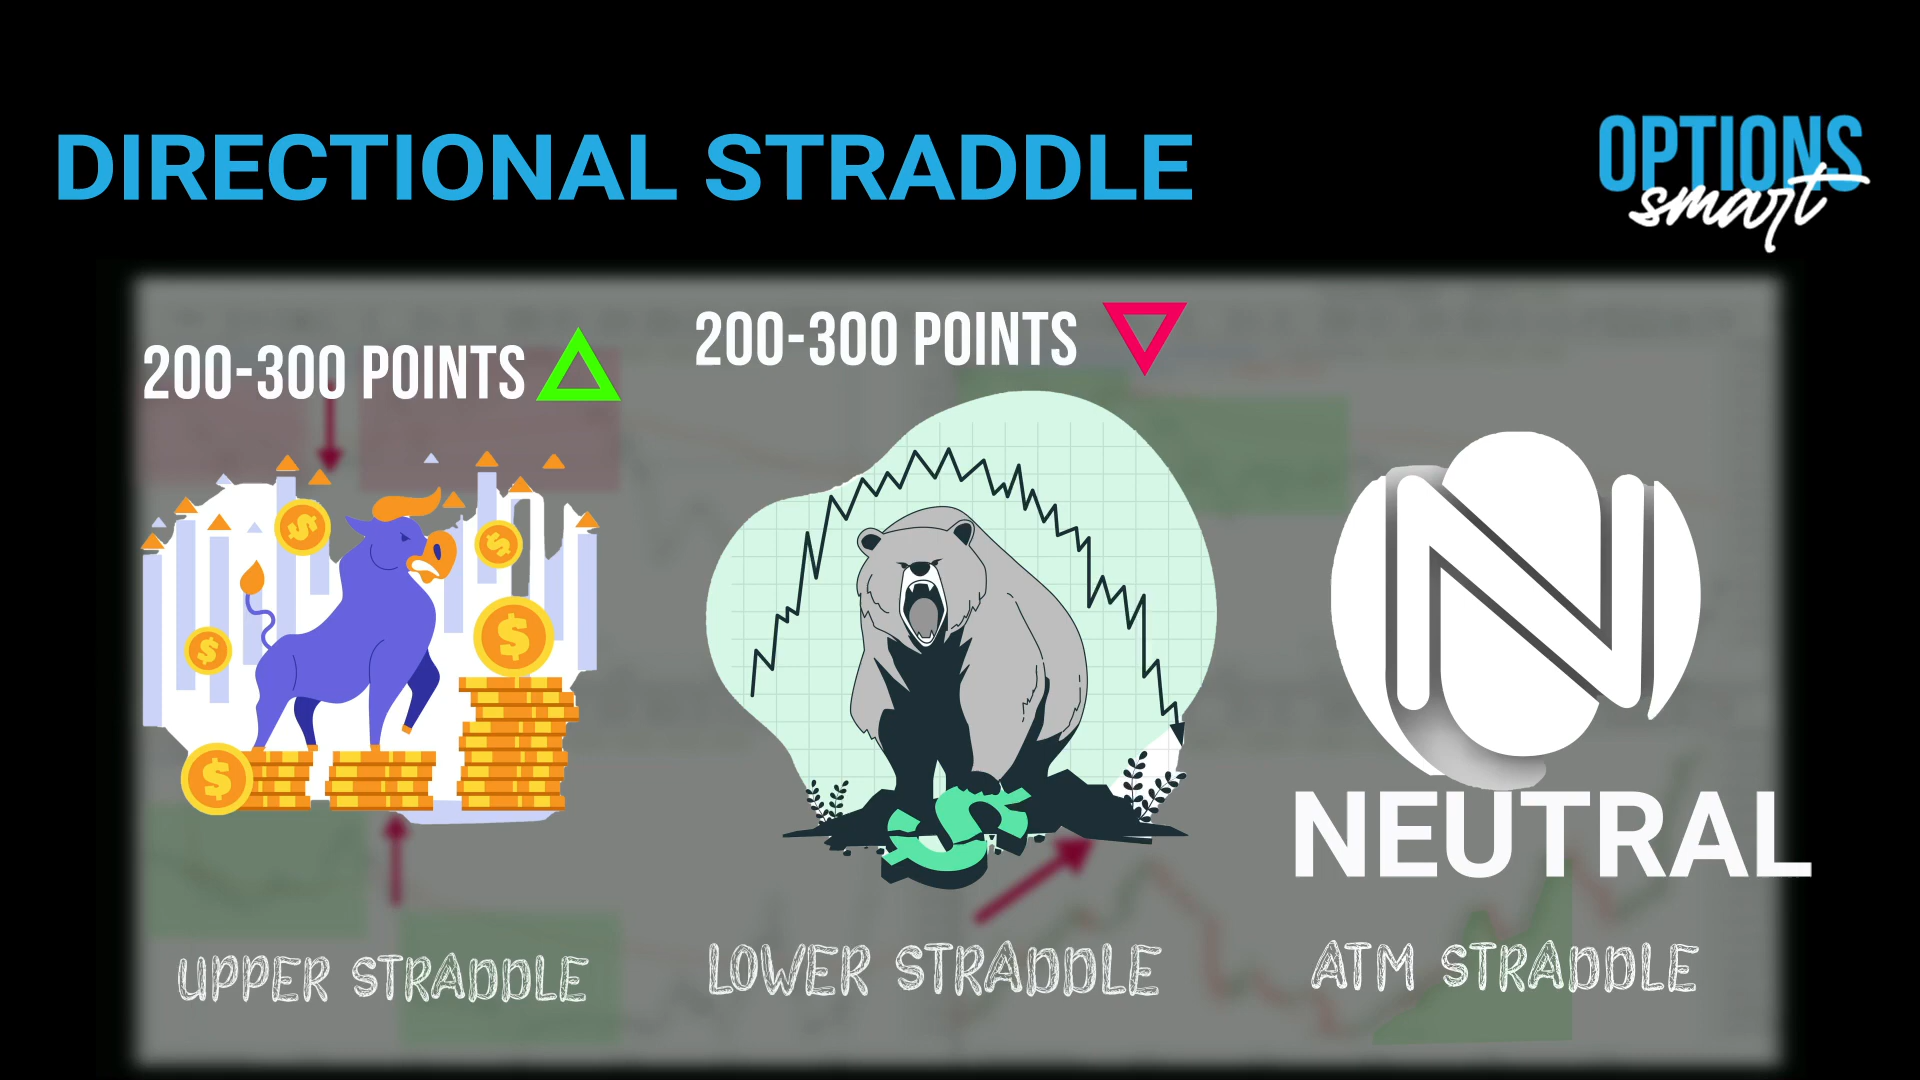 DIRECTIONAL STRADDLE
OPTIONS
smart
200-300 POINTS
200-300 POINTS
NEUTRAL
UPPER STRADDLE
LOWER STRADDLE
ATM STRADDLE